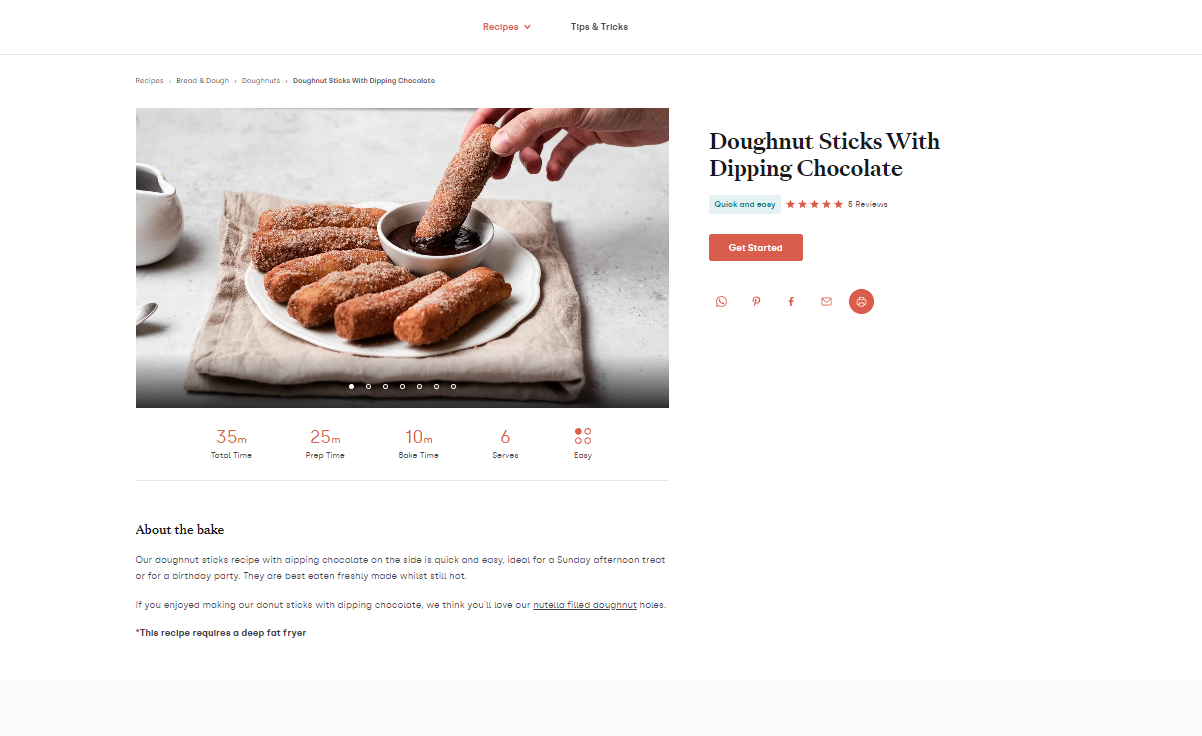 Recipes
Tips & Tricks
Recipes › Bread & Dough › Doughnuts › Doughnut Sticks With Dipping Chocolate
Doughnut Sticks With
Dipping Chocolate
Quick and easy
5 Reviews
Get Started
35m
Total Time
25m
Prep Time
10m
Bake Time
6
Serves
Easy
About the bake
Our doughnut sticks recipe with dipping chocolate on the side is quick and easy, ideal for a Sunday afternoon treat
or for a birthday party. They are best eaten freshly made whilst still hot.
If you enjoyed making our donut sticks with dipping chocolate, we think you'll love our nutella filled doughnut holes.
*This recipe requires a deep fat fryer